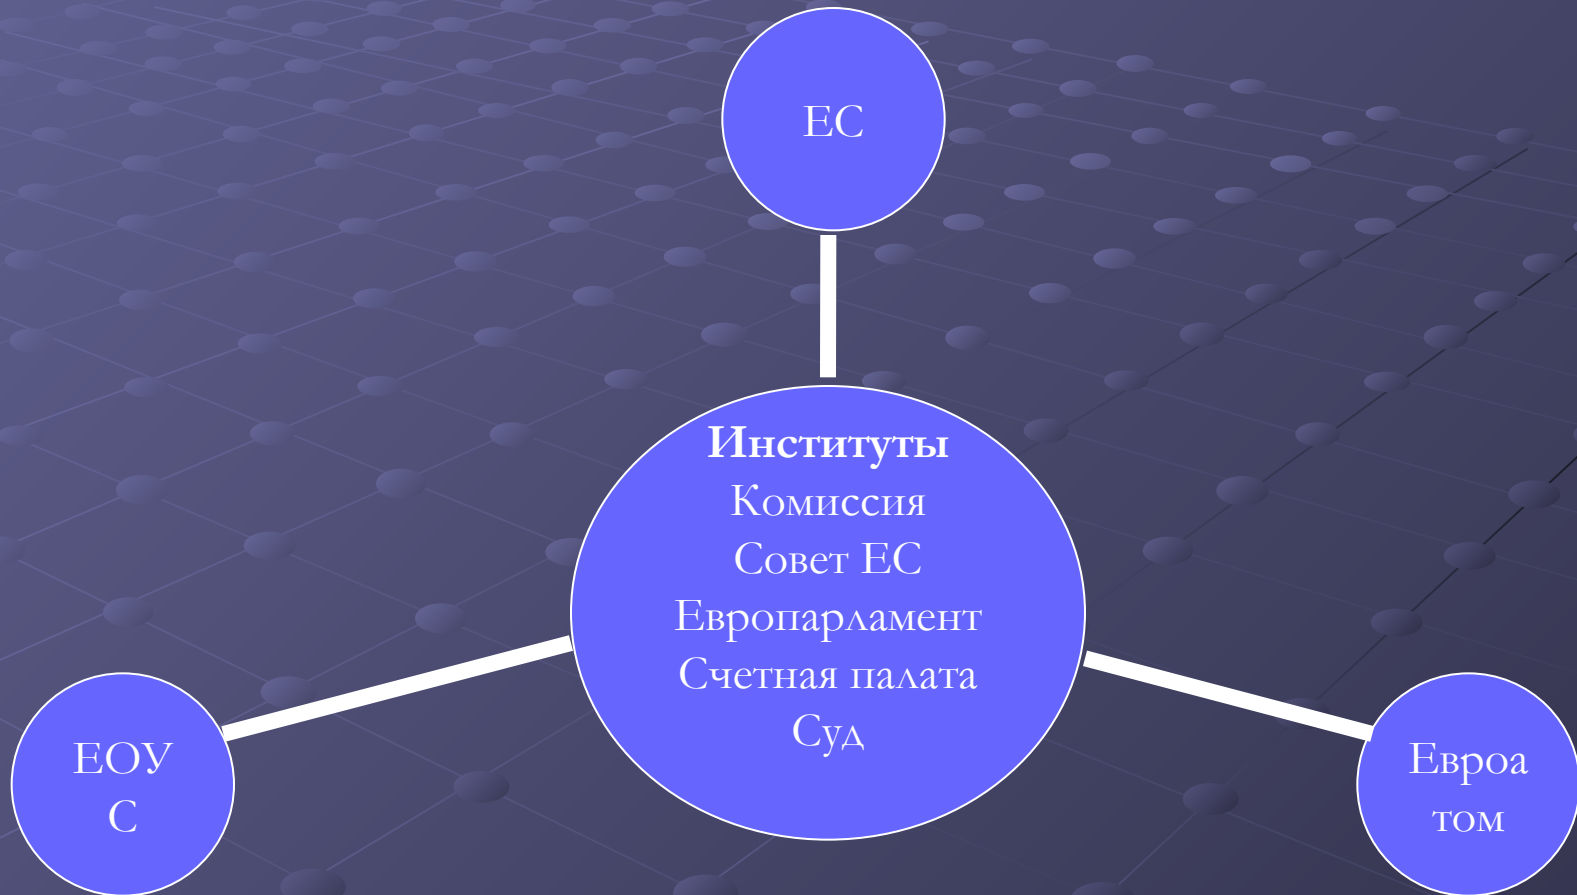 ЕС
Институты
Комиссия
Совет ЕС
Европарламент
Счетная палата
Суд
ЕОУ
С
Евроа
том